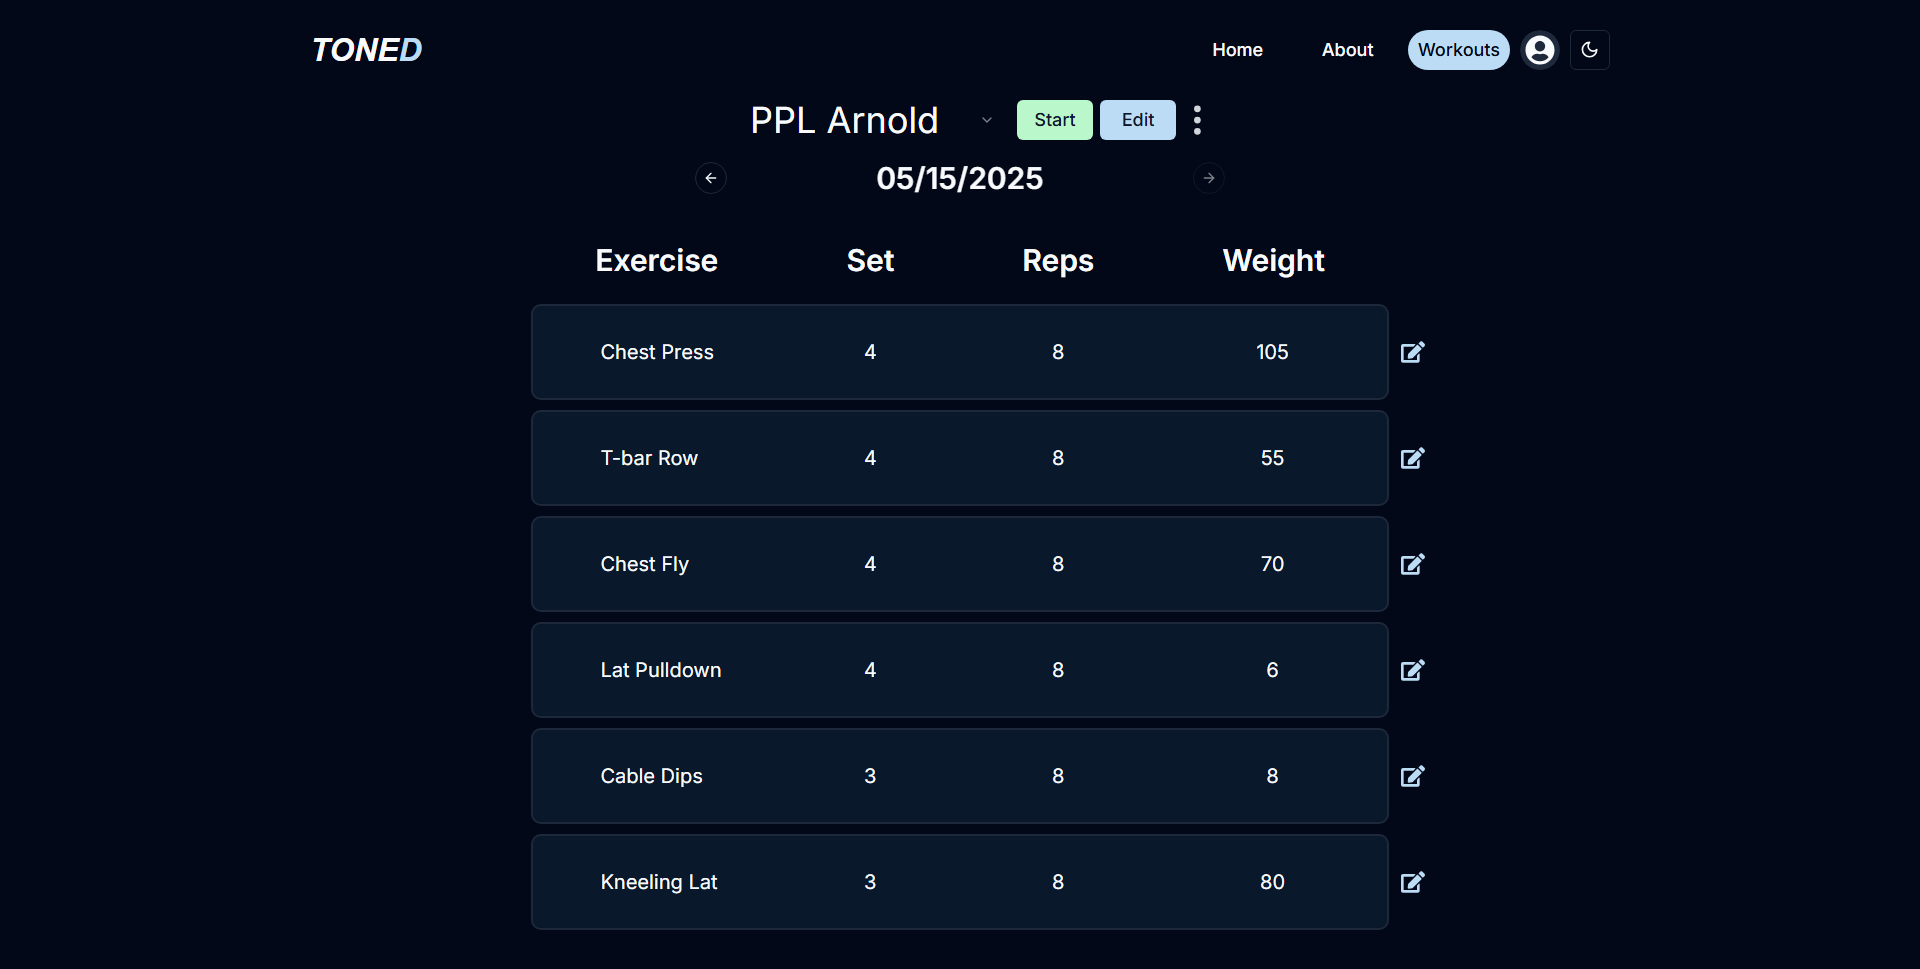 TONED Home About Workouts
PPL Arnold Start Edit
05/15/2025
Exercise Set Reps Weight
Chest Press 4 8 105
T-bar Row 4 8 55
Chest Fly 4 8 70
Lat Pulldown 4 8 6
Cable Dips 3 8 8
Kneeling Lat 3 8 80